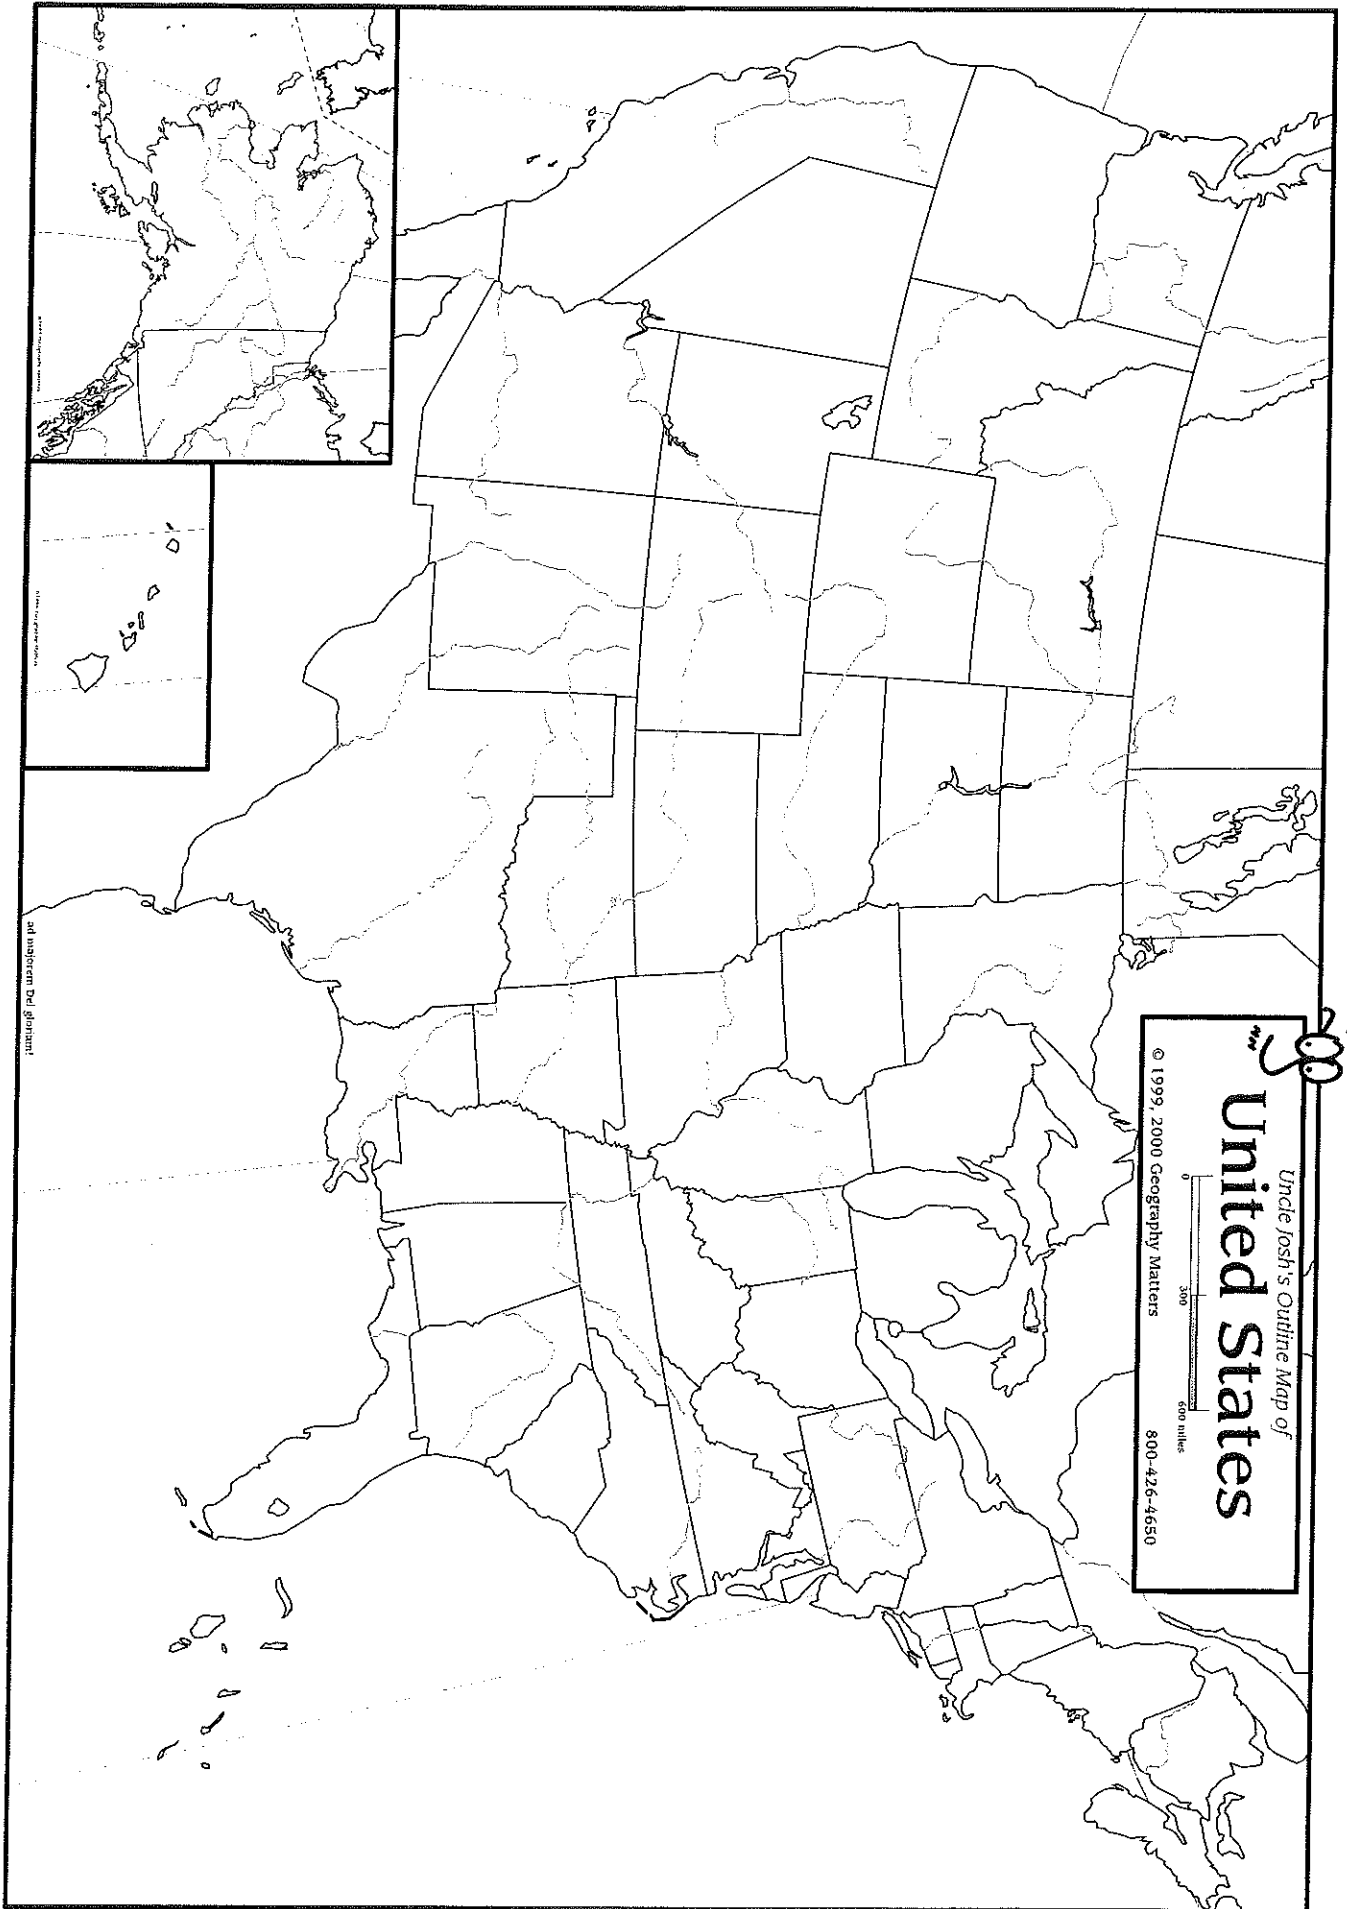 Uncle Josh's Outline Map of
United States
0 300 600 miles
© 1999, 2000 Geography Matters 800-426-4650
ad majorem Dei gloriam!